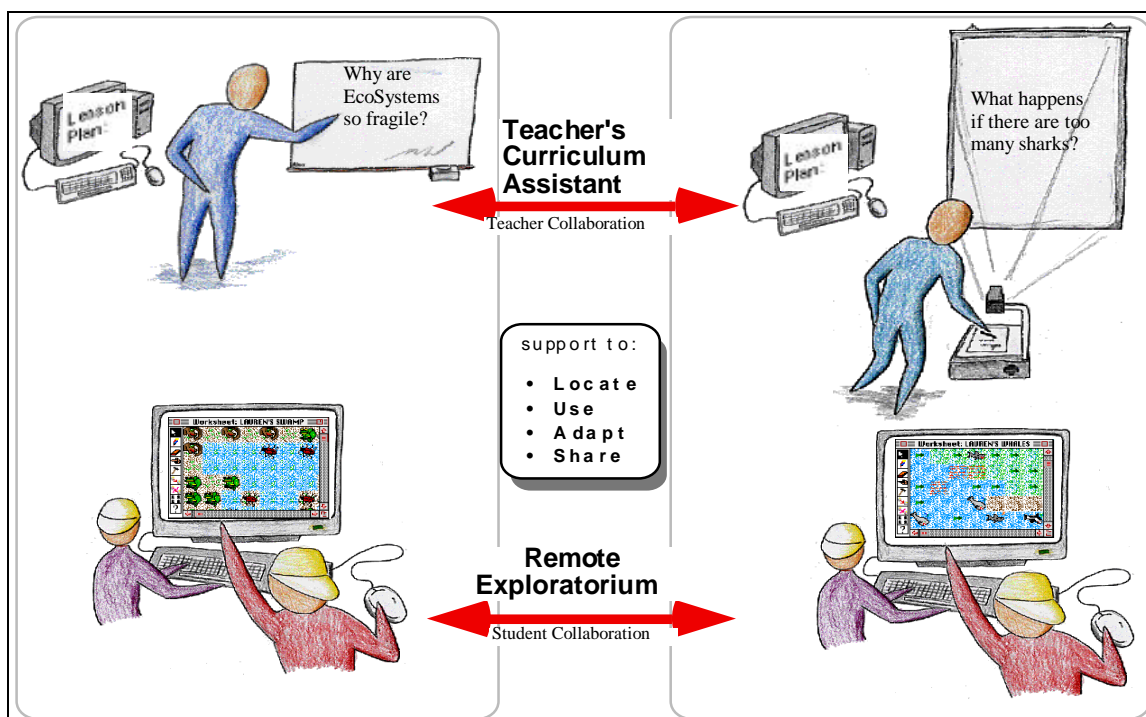 Lesson
Plan:
Why are
EcoSystems
so fragile?
Teacher's
Curriculum
Assistant
Teacher Collaboration
Lesson
Plan:
What happens
if there are too
many sharks?
support to:
• Locate
• Use
• Adapt
• Share
Worksheet: LAUREN'S SWAMP
?
Worksheet: LAUREN'S WHALES
?
Remote
Exploratorium
Student Collaboration